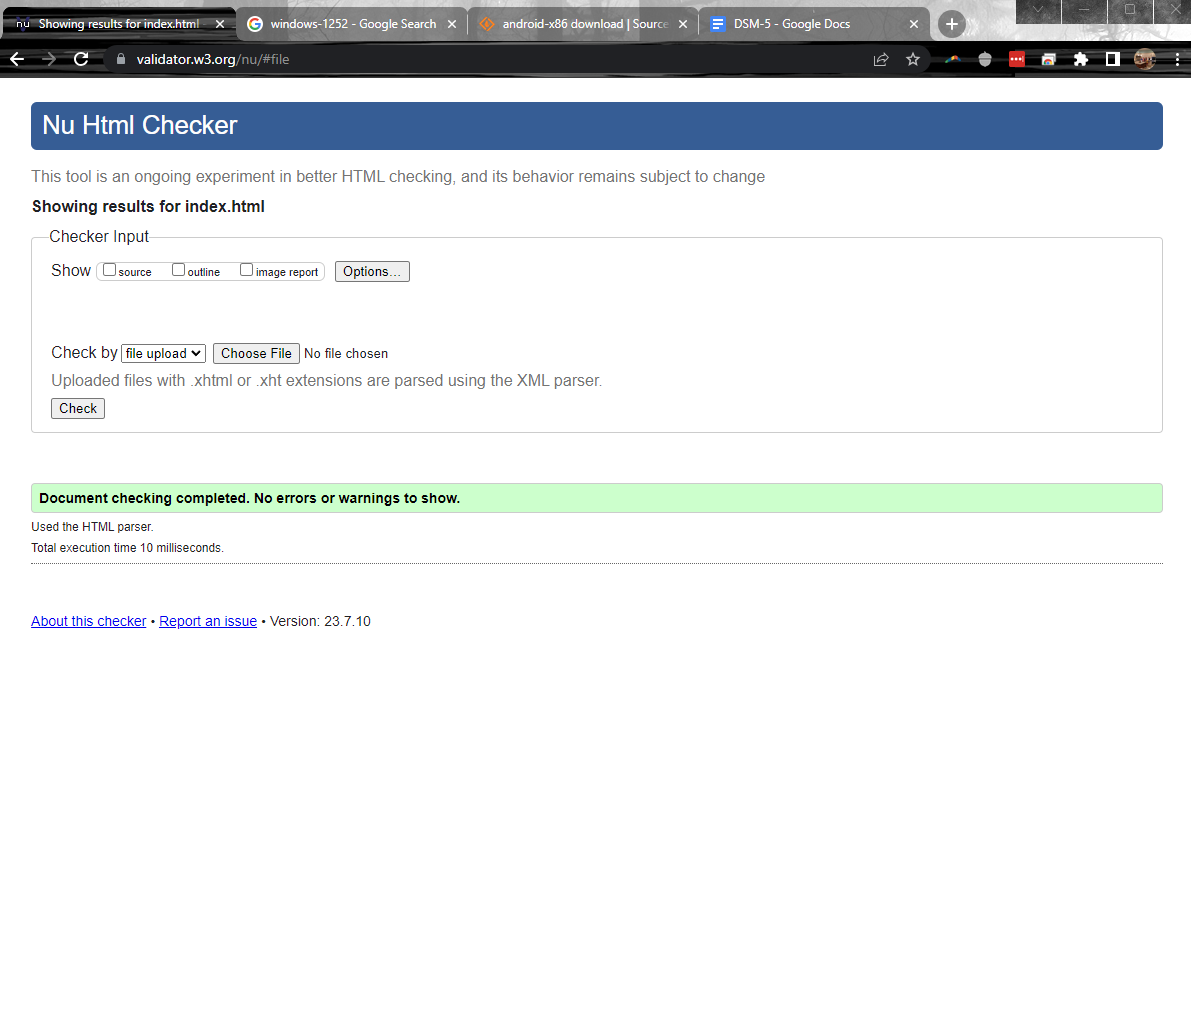 nu Showing results for index.html
windows-1252 - Google Search
android-x86 download | Source
DSM-5 - Google Docs
validator.w3.org/nu/#file
Nu Html Checker
This tool is an ongoing experiment in better HTML checking, and its behavior remains subject to change
Showing results for index.html
Checker Input
Show source outline image report Options...
Check by file upload Choose File No file chosen
Uploaded files with .xhtml or .xht extensions are parsed using the XML parser.
Check
Document checking completed. No errors or warnings to show.
Used the HTML parser.
Total execution time 10 milliseconds.
About this checker • Report an issue • Version: 23.7.10